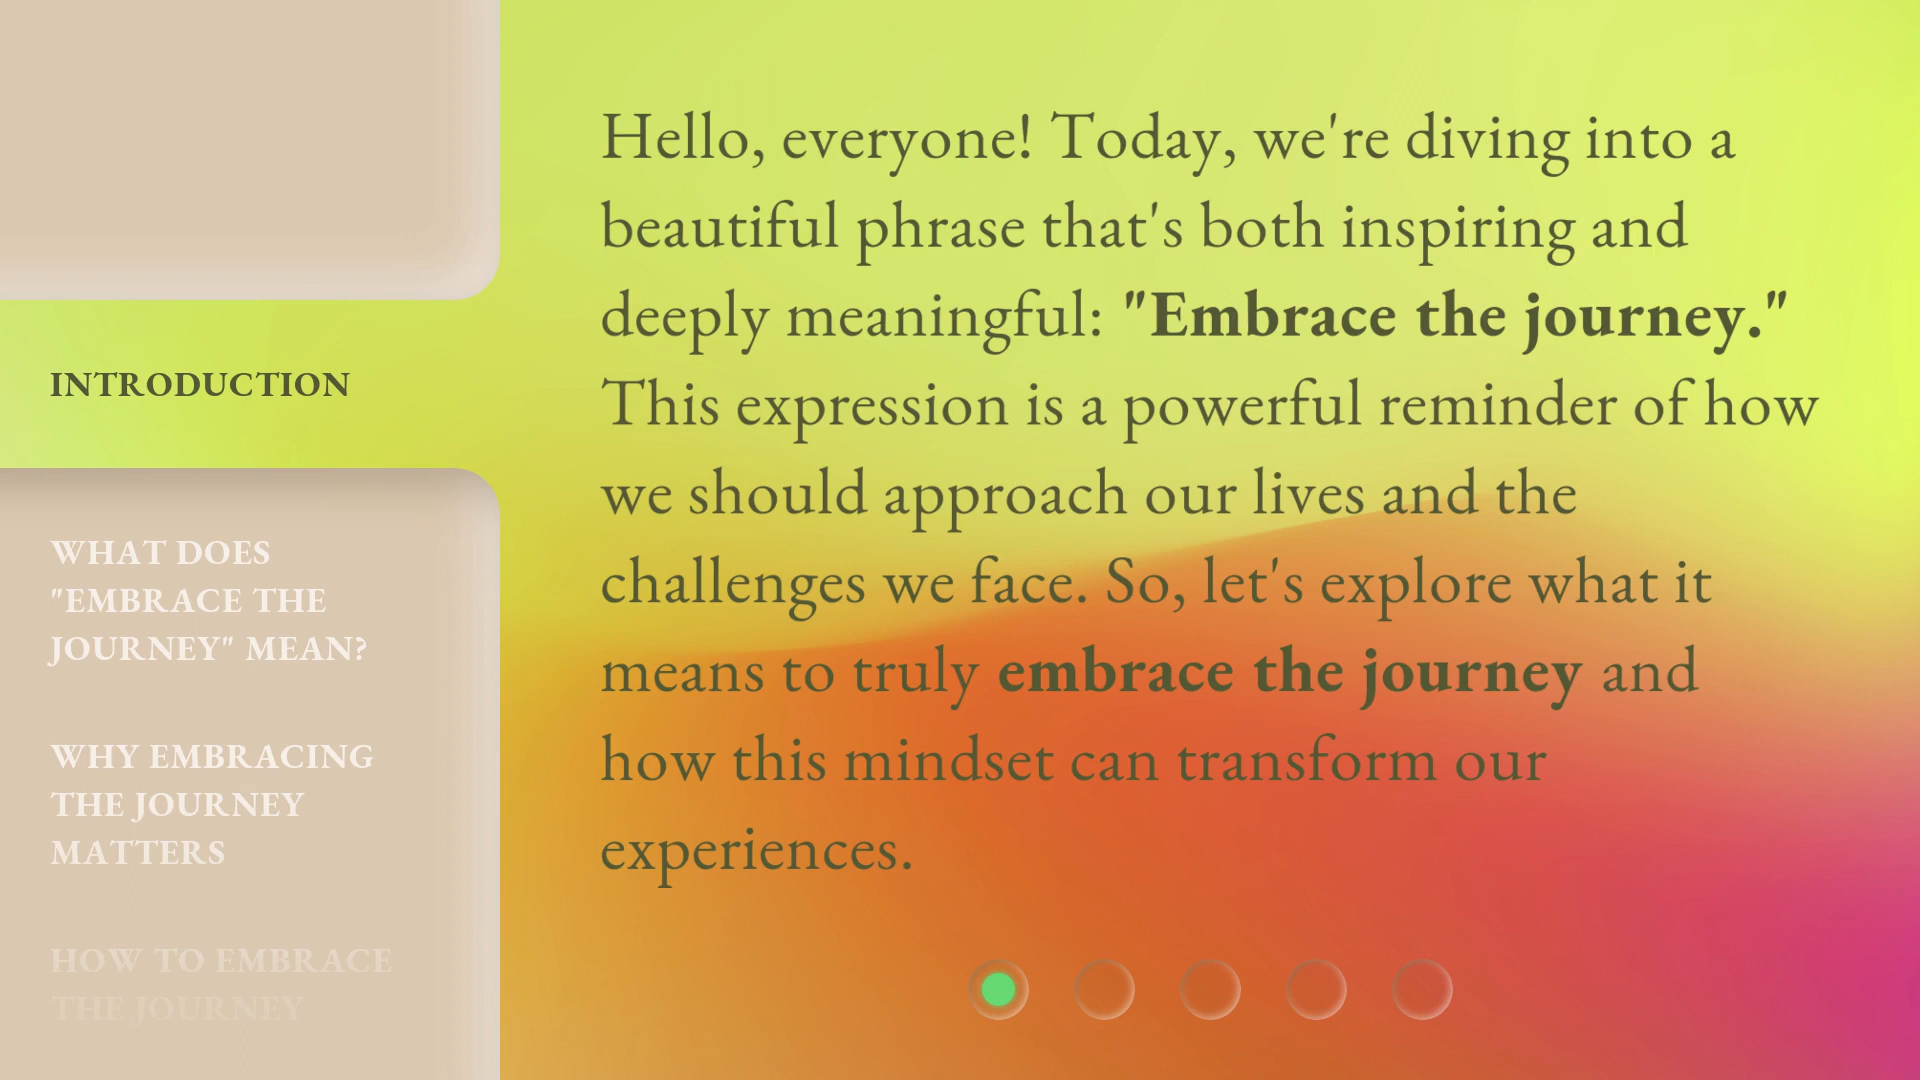 INTRODUCTION
WHAT DOES
"EMBRACE THE
JOURNEY" MEAN?
WHY EMBRACING
THE JOURNEY
MATTERS
HOW TO EMBRACE
THE JOURNEY
Hello, everyone! Today, we're diving into a
beautiful phrase that's both inspiring and
deeply meaningful: "Embrace the journey."
This expression is a powerful reminder of how
we should approach our lives and the
challenges we face. So, let's explore what it
means to truly embrace the journey and
how this mindset can transform our
experiences.